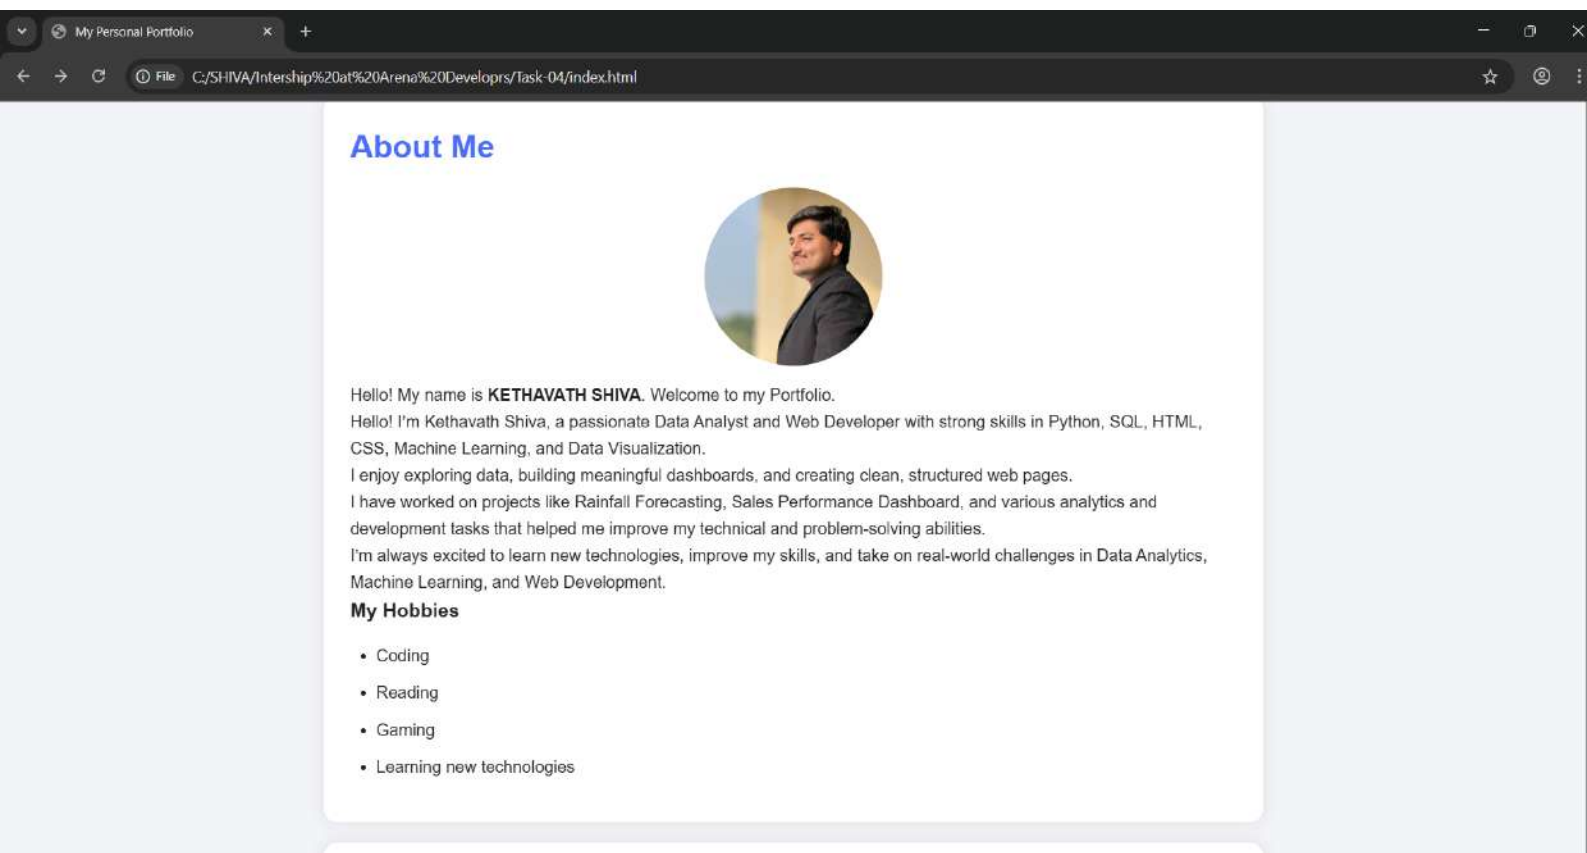 My Personal Portfolio
File C:/SHIVA/Intership%20at%20Arena%20Developrs/Task-04/index.html
About Me
Hello! My name is KETHAVATH SHIVA. Welcome to my Portfolio.
Hello! I'm Kethavath Shiva, a passionate Data Analyst and Web Developer with strong skills in Python, SQL, HTML,
CSS, Machine Learning, and Data Visualization.
I enjoy exploring data, building meaningful dashboards, and creating clean, structured web pages.
I have worked on projects like Rainfall Forecasting, Sales Performance Dashboard, and various analytics and
development tasks that helped me improve my technical and problem-solving abilities.
I'm always excited to learn new technologies, improve my skills, and take on real-world challenges in Data Analytics,
Machine Learning, and Web Development.
My Hobbies
• Coding
• Reading
• Gaming
• Learning new technologies